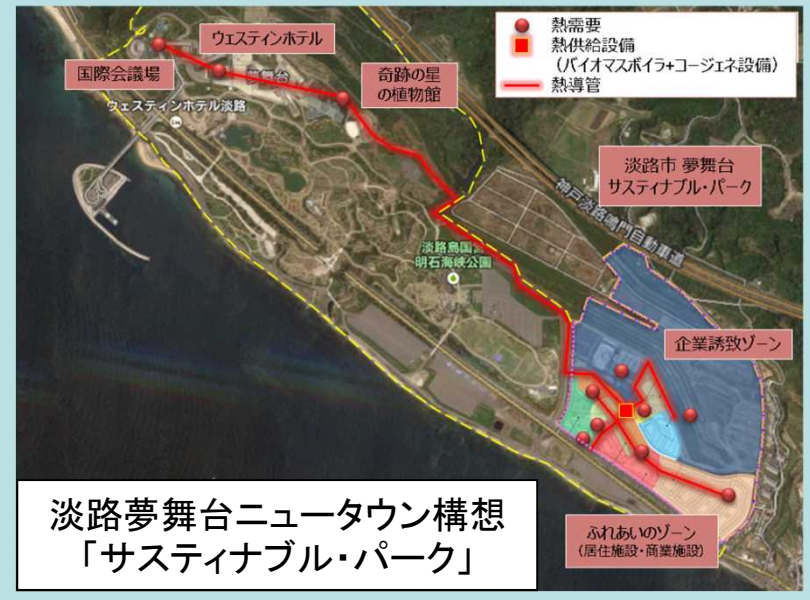 熱需要
熱供給設備
(バイオマスボイラ+コージェネ設備)
熱導管
ウェスティンホテル
国際会議場
夢舞台
奇跡の星
の植物館
ウェスティンホテル淡路
淡路市 夢舞台
サスティナブル・パーク
神戸淡路鳴門自動車道
淡路島国営
明石海峡公園
企業誘致ゾーン
ふれあいのゾーン
(居住施設・商業施設)
淡路夢舞台ニュータウン構想
「サスティナブル・パーク」